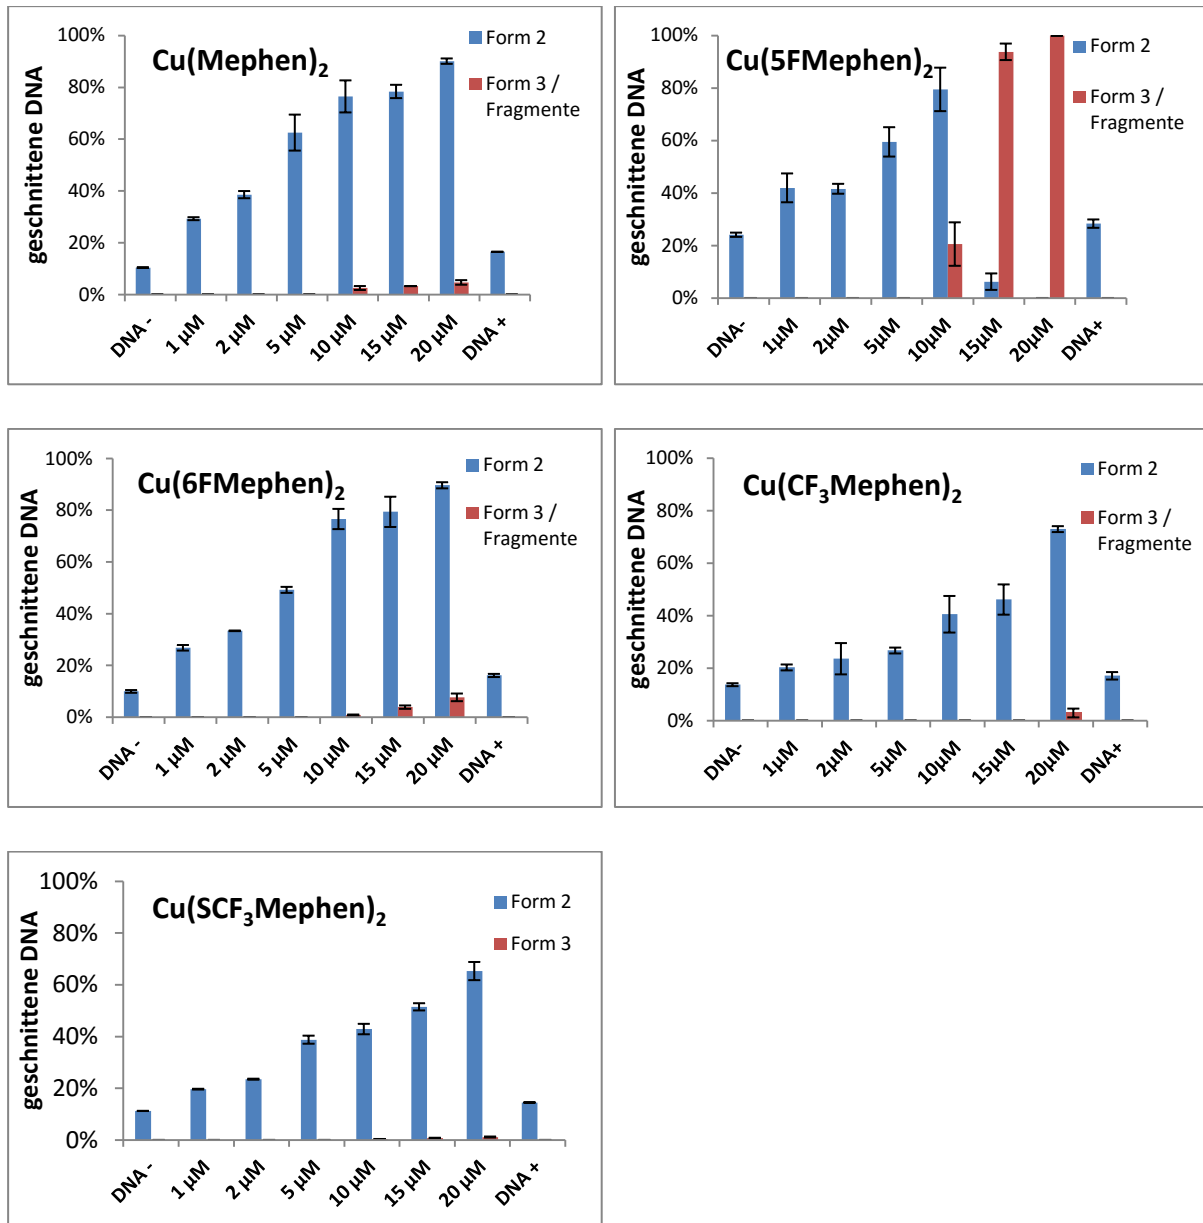 Cu(Mephen)₂
Form 2
Form 3 /
Fragmente
geschnittene DNA
100%
80%
60%
40%
20%
0%
DNA -
1 µM
2 µM
5 µM
10 µM
15 µM
20 µM
DNA +
Cu(5FMephen)₂
Form 2
Form 3 /
Fragmente
geschnittene DNA
100%
80%
60%
40%
20%
0%
DNA-
1µM
2µM
5µM
10µM
15µM
20µM
DNA+
Cu(6FMephen)₂
Form 2
Form 3 /
Fragmente
geschnittene DNA
100%
80%
60%
40%
20%
0%
DNA -
1 µM
2 µM
5 µM
10 µM
15 µM
20 µM
DNA +
Cu(CF₃Mephen)₂
Form 2
Form 3 /
Fragmente
geschnittene DNA
100%
80%
60%
40%
20%
0%
DNA-
1µM
2µM
5µM
10µM
15µM
20µM
DNA+
Cu(SCF₃Mephen)₂
Form 2
Form 3
geschnittene DNA
100%
80%
60%
40%
20%
0%
DNA -
1 µM
2 µM
5 µM
10 µM
15 µM
20 µM
DNA +